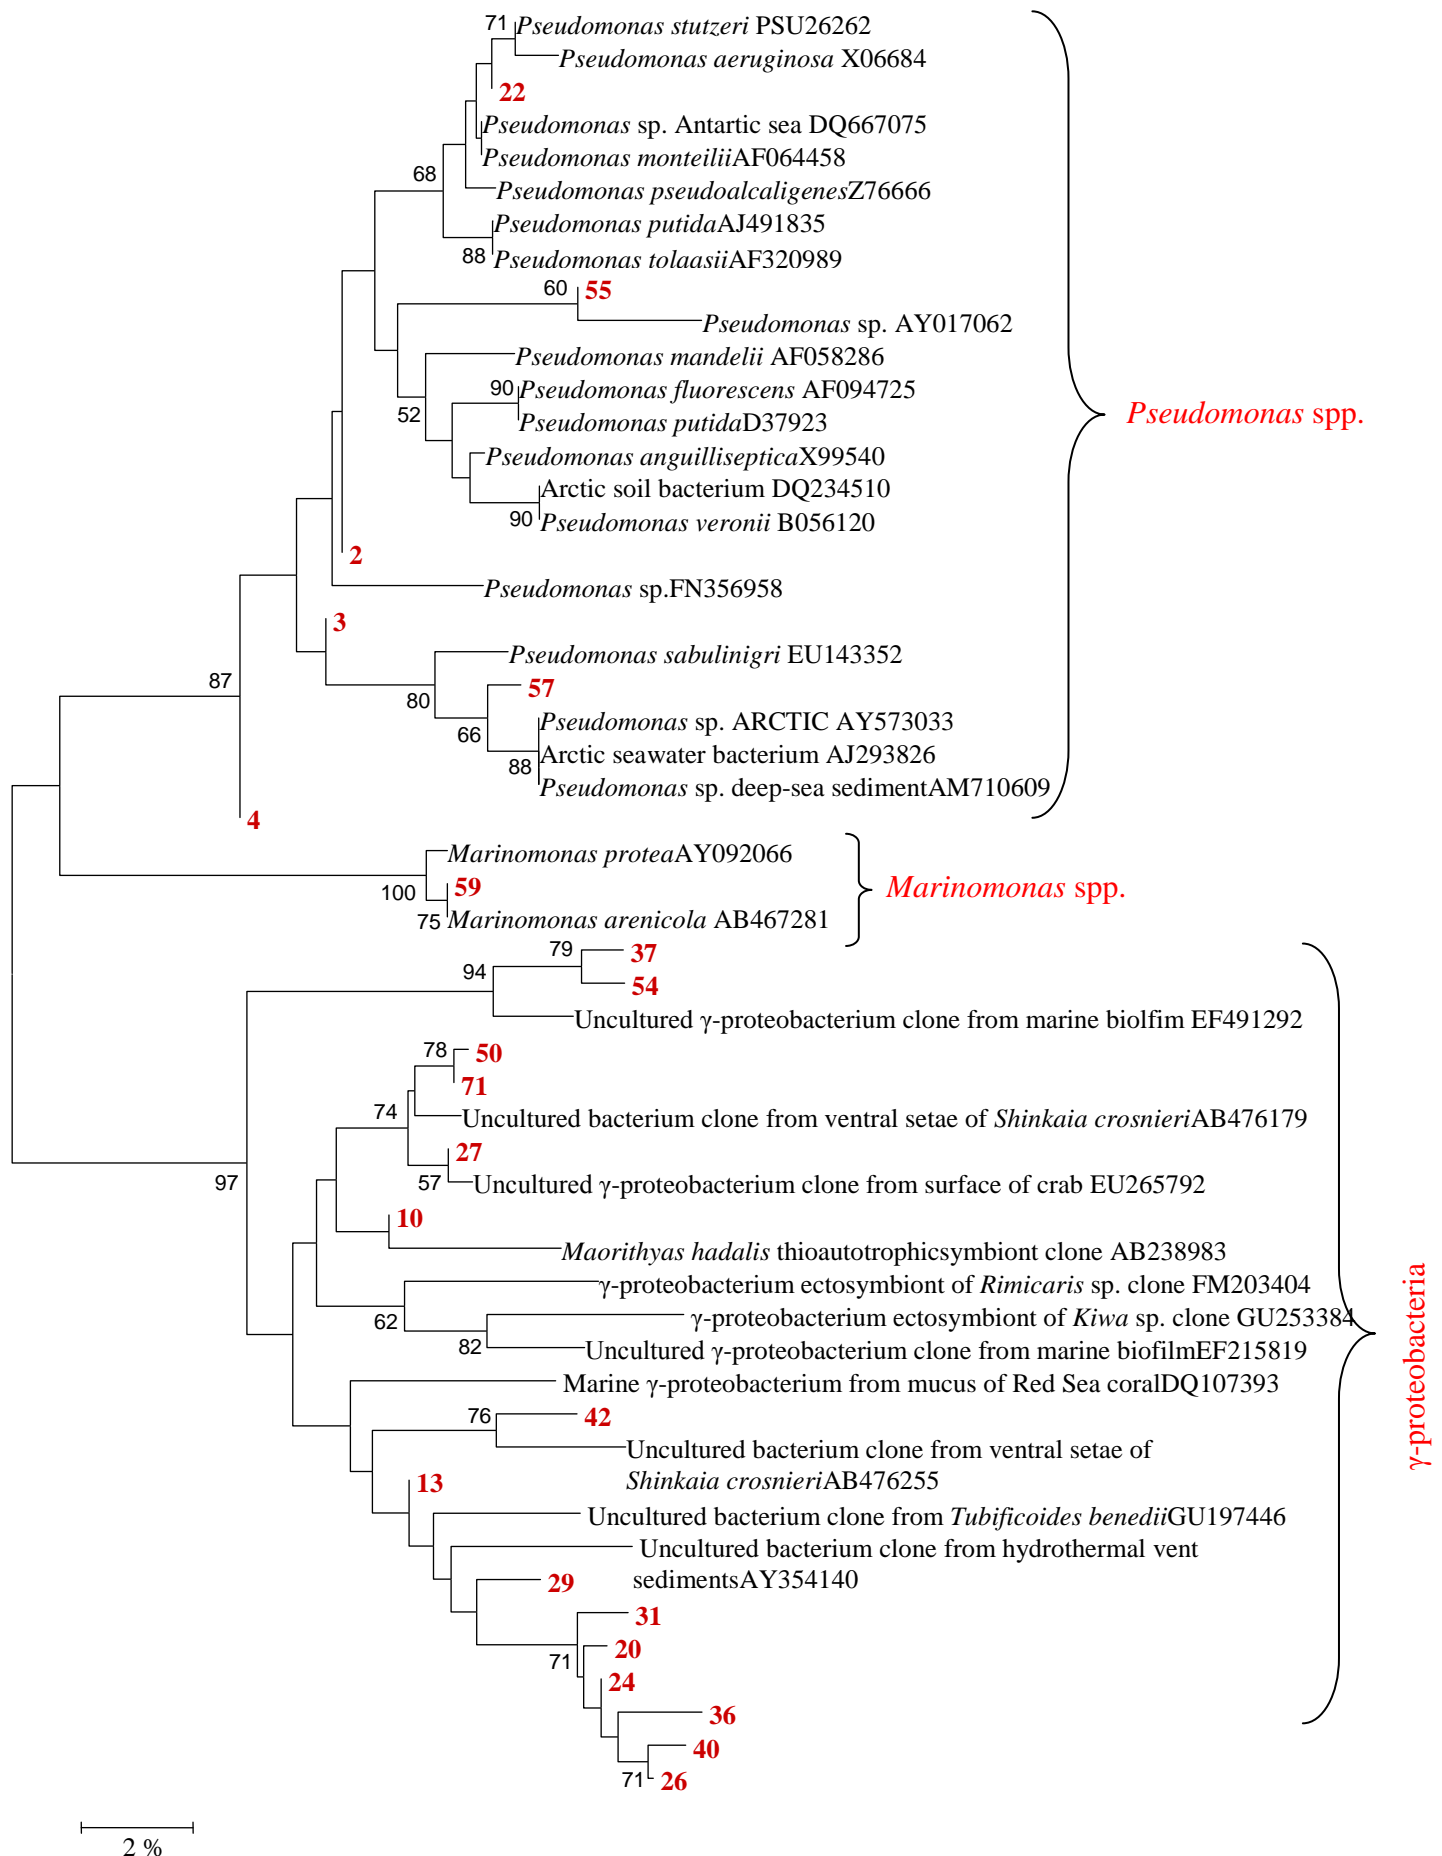 71
Pseudomonas stutzeri PSU26262
Pseudomonas aeruginosa X06684
22
Pseudomonas sp. Antartic sea DQ667075
Pseudomonas monteiliiAF064458
68
Pseudomonas pseudoalcaligenesZ76666
Pseudomonas putidaAJ491835
88
Pseudomonas tolaasiiAF320989
60
55
Pseudomonas sp. AY017062
Pseudomonas mandelii AF058286
90
Pseudomonas fluorescens AF094725
52
Pseudomonas putidaD37923
Pseudomonas spp.
Pseudomonas anguillisepticaX99540
Arctic soil bacterium DQ234510
90
Pseudomonas veronii B056120
2
Pseudomonas sp.FN356958
3
Pseudomonas sabulinigri EU143352
87
57
80
Pseudomonas sp. ARCTIC AY573033
66
Arctic seawater bacterium AJ293826
88
Pseudomonas sp. deep-sea sedimentAM710609
4
Marinomonas proteaAY092066
100
59
Marinomonas spp.
75
Marinomonas arenicola AB467281
79
37
94
54
Uncultured γ-proteobacterium clone from marine biolfim EF491292
78
50
71
74
Uncultured bacterium clone from ventral setae of Shinkaia crosnieriAB476179
27
97
57
Uncultured γ-proteobacterium clone from surface of crab EU265792
10
Maorithyas hadalis thioautotrophicsymbiont clone AB238983
γ-proteobacterium ectosymbiont of Rimicaris sp. clone FM203404
62
γ-proteobacterium ectosymbiont of Kiwa sp. clone GU253384
82
Uncultured γ-proteobacterium clone from marine biofilmEF215819
γ-proteobacteria
Marine γ-proteobacterium from mucus of Red Sea coralDQ107393
76
42
Uncultured bacterium clone from ventral setae of
Shinkaia crosnieriAB476255
13
Uncultured bacterium clone from Tubificoides benediiGU197446
Uncultured bacterium clone from hydrothermal vent
sedimentsAY354140
29
31
20
71
24
36
40
71
26
2 %